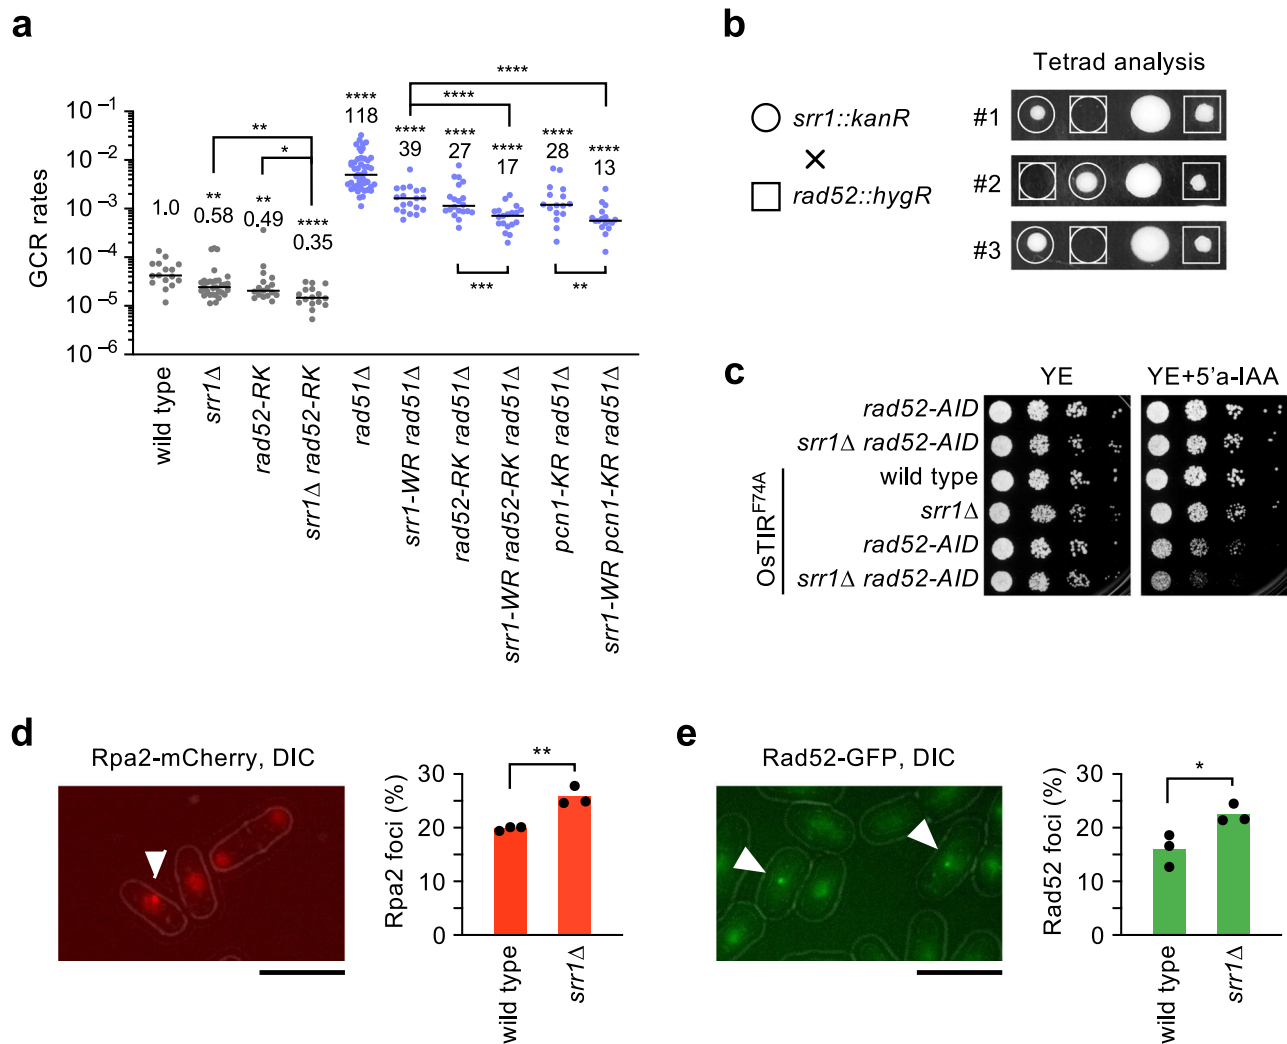 a
GCR rates
10⁻¹
10⁻²
10⁻³
10⁻⁴
10⁻⁵
10⁻⁶
1.0
**
0.58
**
0.49
****
0.35
**
*
****
118
****
39
****
27
****
17
****
28
****
13
****
****
***
**
wild type
srr1Δ
rad52-RK
srr1Δ rad52-RK
rad51Δ
srr1-WR rad51Δ
rad52-RK rad51Δ
srr1-WR rad52-RK rad51Δ
pcn1-KR rad51Δ
srr1-WR pcn1-KR rad51Δ
b
Tetrad analysis
srr1::kanR
×
rad52::hygR
#1
#2
#3
c
YE
YE+5'a-IAA
rad52-AID
srr1Δ rad52-AID
OsTIRF74A
wild type
srr1Δ
rad52-AID
srr1Δ rad52-AID
d
Rpa2-mCherry, DIC
Rpa2 foci (%)
30
20
10
0
**
wild type
srr1Δ
e
Rad52-GFP, DIC
Rad52 foci (%)
30
20
10
0
*
wild type
srr1Δ